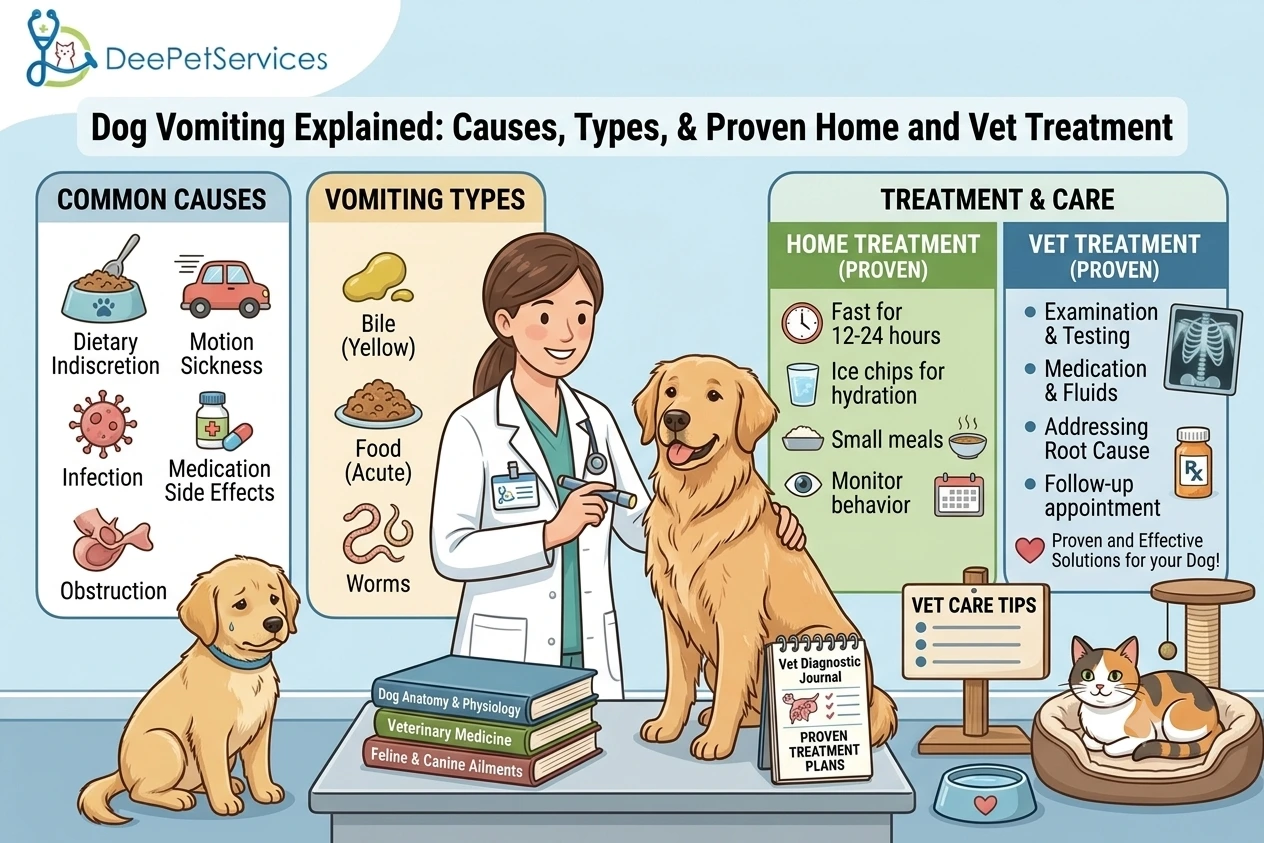 DeePetServices
Dog Vomiting Explained: Causes, Types, & Proven Home and Vet Treatment
COMMON CAUSES
Dietary
Indiscretion
Motion
Sickness
Infection
Medication
Side Effects
Obstruction
VOMITING TYPES
Bile
(Yellow)
Food
(Acute)
Worms
TREATMENT & CARE
HOME TREATMENT
(PROVEN)
Fast for
12-24 hours
Ice chips for
hydration
Small meals
Monitor
behavior
VET TREATMENT
(PROVEN)
Examination
& Testing
Medication
& Fluids
Addressing
Root Cause
Follow-up
appointment
Rx
Proven and Effective
Solutions for your Dog!
VET CARE TIPS
Dog Anatomy & Physiology
Veterinary Medicine
Feline & Canine Ailments
Vet Diagnostic
Journal
PROVEN
TREATMENT
PLANS